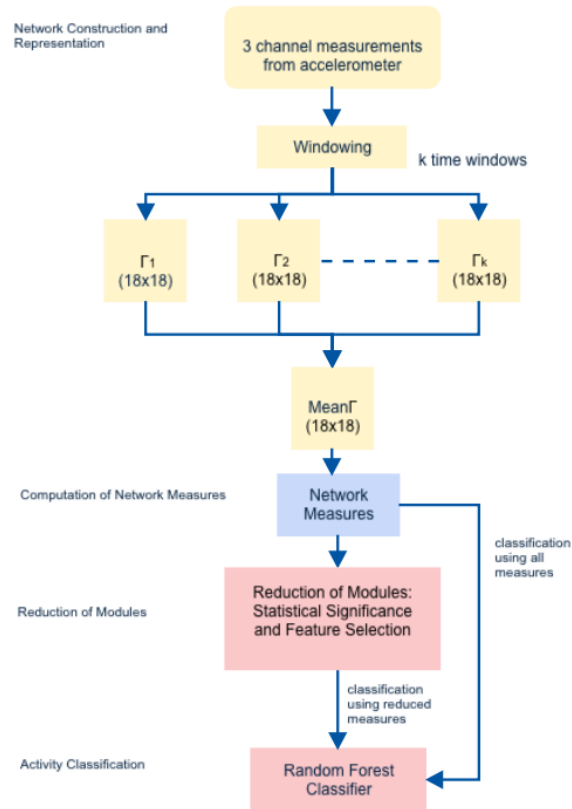 Network Construction and
Representation
3 channel measurements
from accelerometer
Windowing
k time windows
Γ1
(18x18)
Γ2
(18x18)
Γk
(18x18)
MeanΓ
(18x18)
Computation of Network Measures
Network
Measures
classification
using all
measures
Reduction of Modules
Reduction of Modules:
Statistical Significance
and Feature Selection
classification
using reduced
measures
Activity Classification
Random Forest
Classifier